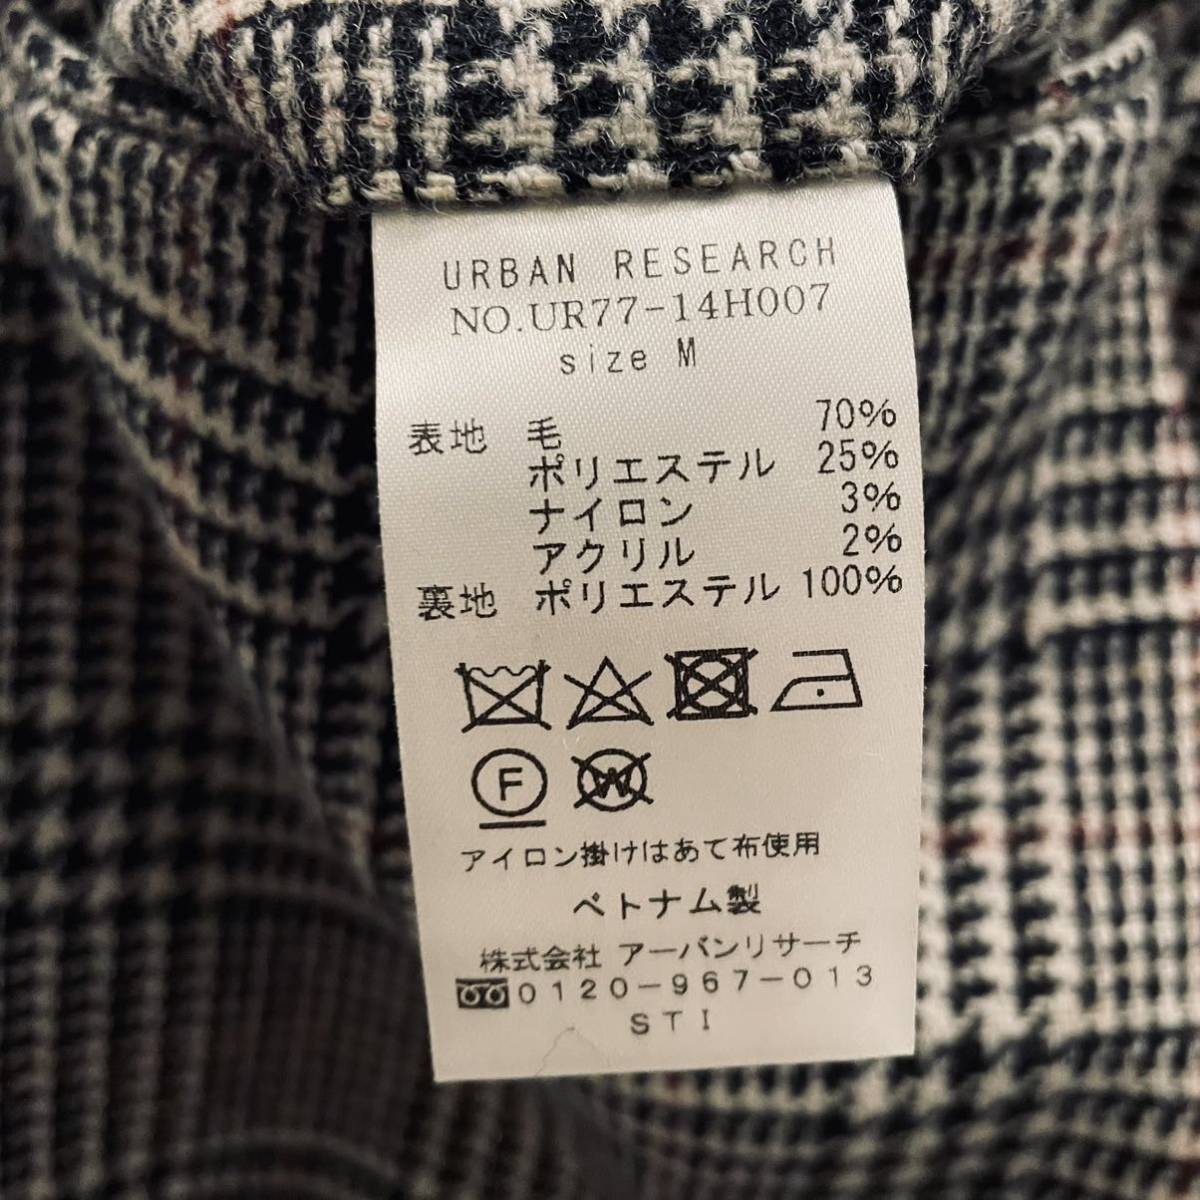 URBAN RESEARCH
NO.UR77-14H007
size M
表地 毛 70%
ポリエステル 25%
ナイロン 3%
アクリル 2%
裏地 ポリエステル 100%
F W
アイロン掛けはあて布使用
ベトナム製
株式会社 アーバンリサーチ
0120-967-013
STI